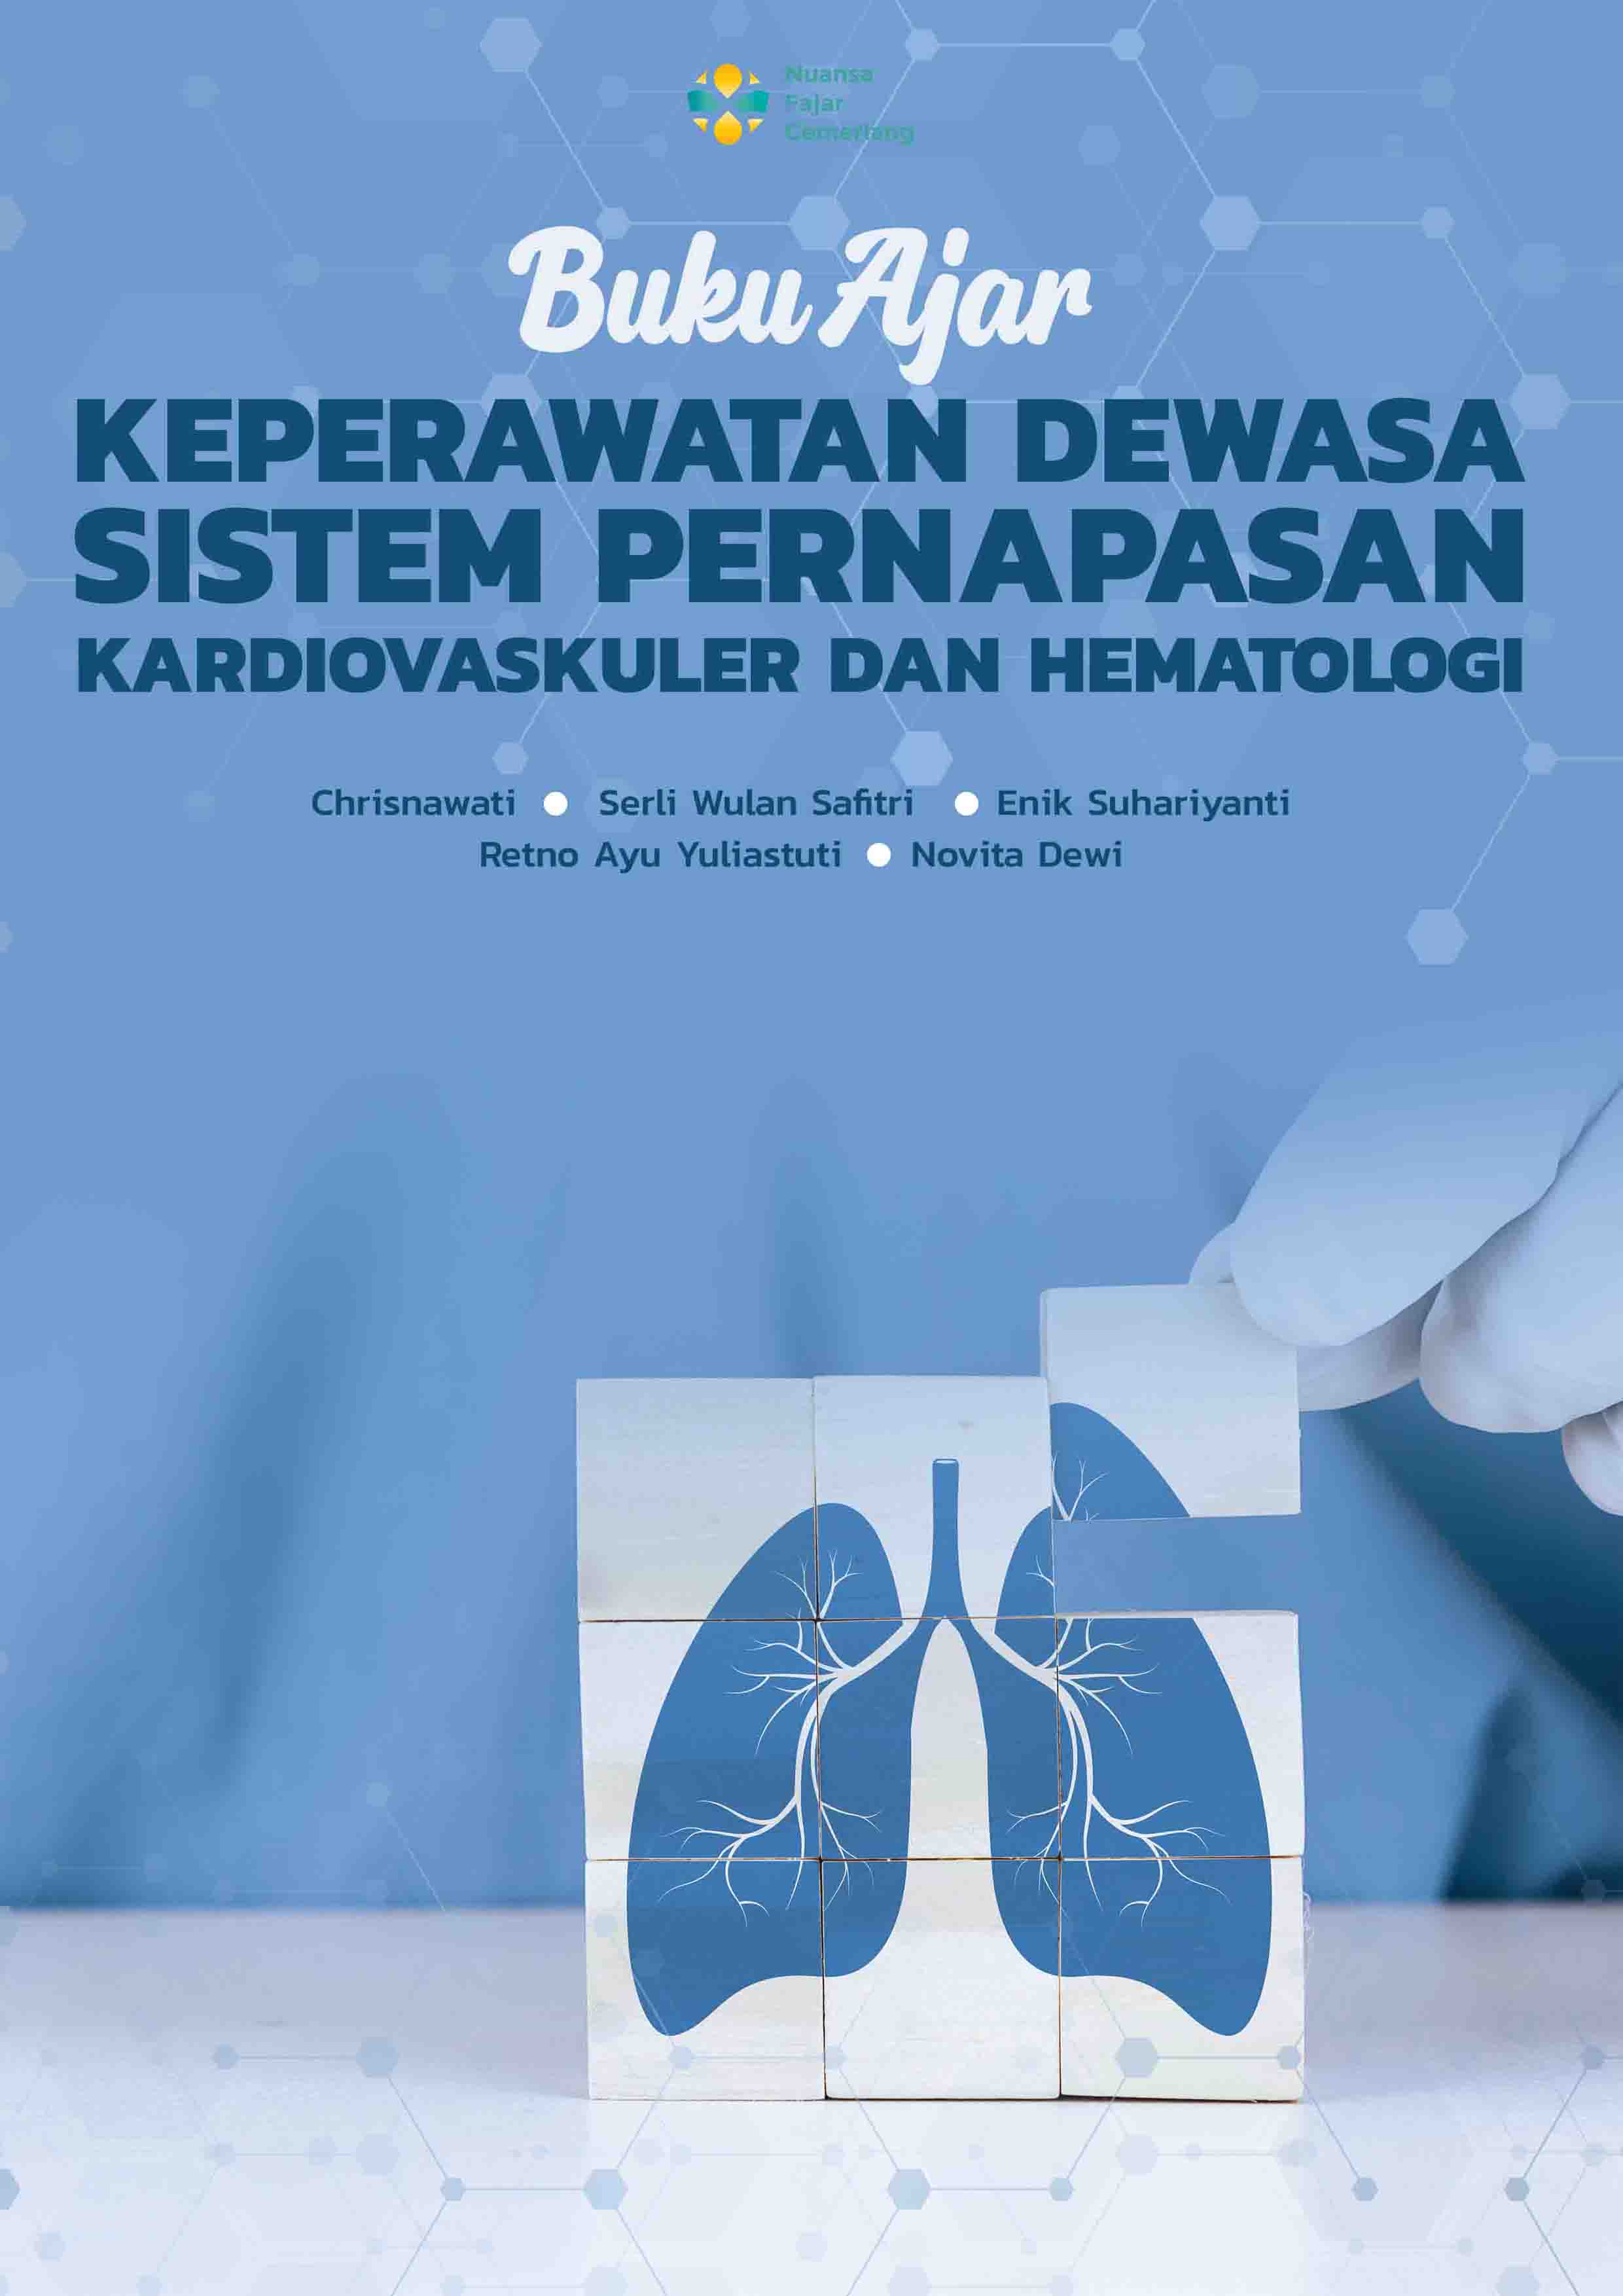 Nuansa
Fajar
Cemerlang
Buku Ajar
KEPERAWATAN DEWASA
SISTEM PERNAPASAN
KARDIOVASKULER DAN HEMATOLOGI
Chrisnawati ● Serli Wulan Safitri ● Enik Suhariyanti
Retno Ayu Yuliastuti ● Novita Dewi